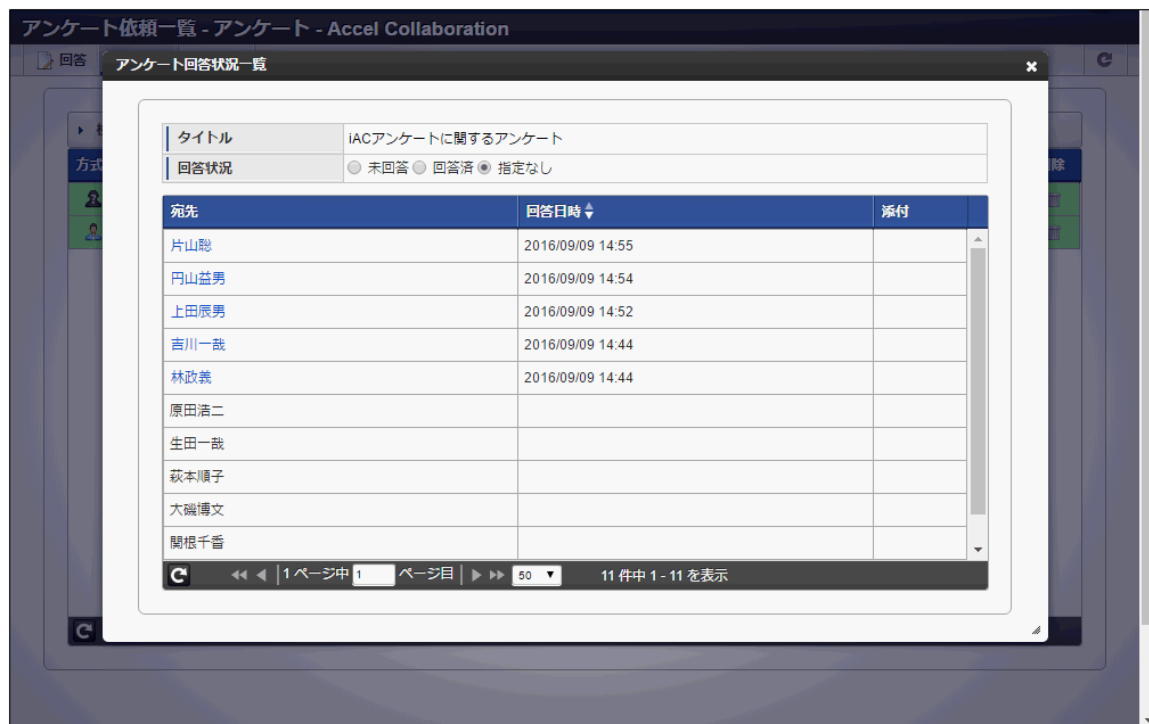 アンケート依頼一覧 - アンケート - Accel Collaboration
回答
アンケート回答状況一覧
タイトル iACアンケートに関するアンケート
回答状況 未回答 回答済 指定なし
方式
除
宛先 回答日時 添付
片山聡 2016/09/09 14:55
円山益男 2016/09/09 14:54
上田辰男 2016/09/09 14:52
吉川一哉 2016/09/09 14:44
林政義 2016/09/09 14:44
原田浩二
生田一哉
萩本順子
大磯博文
関根千香
1 ページ中 1 ページ目 50 11 件中 1 - 11 を表示